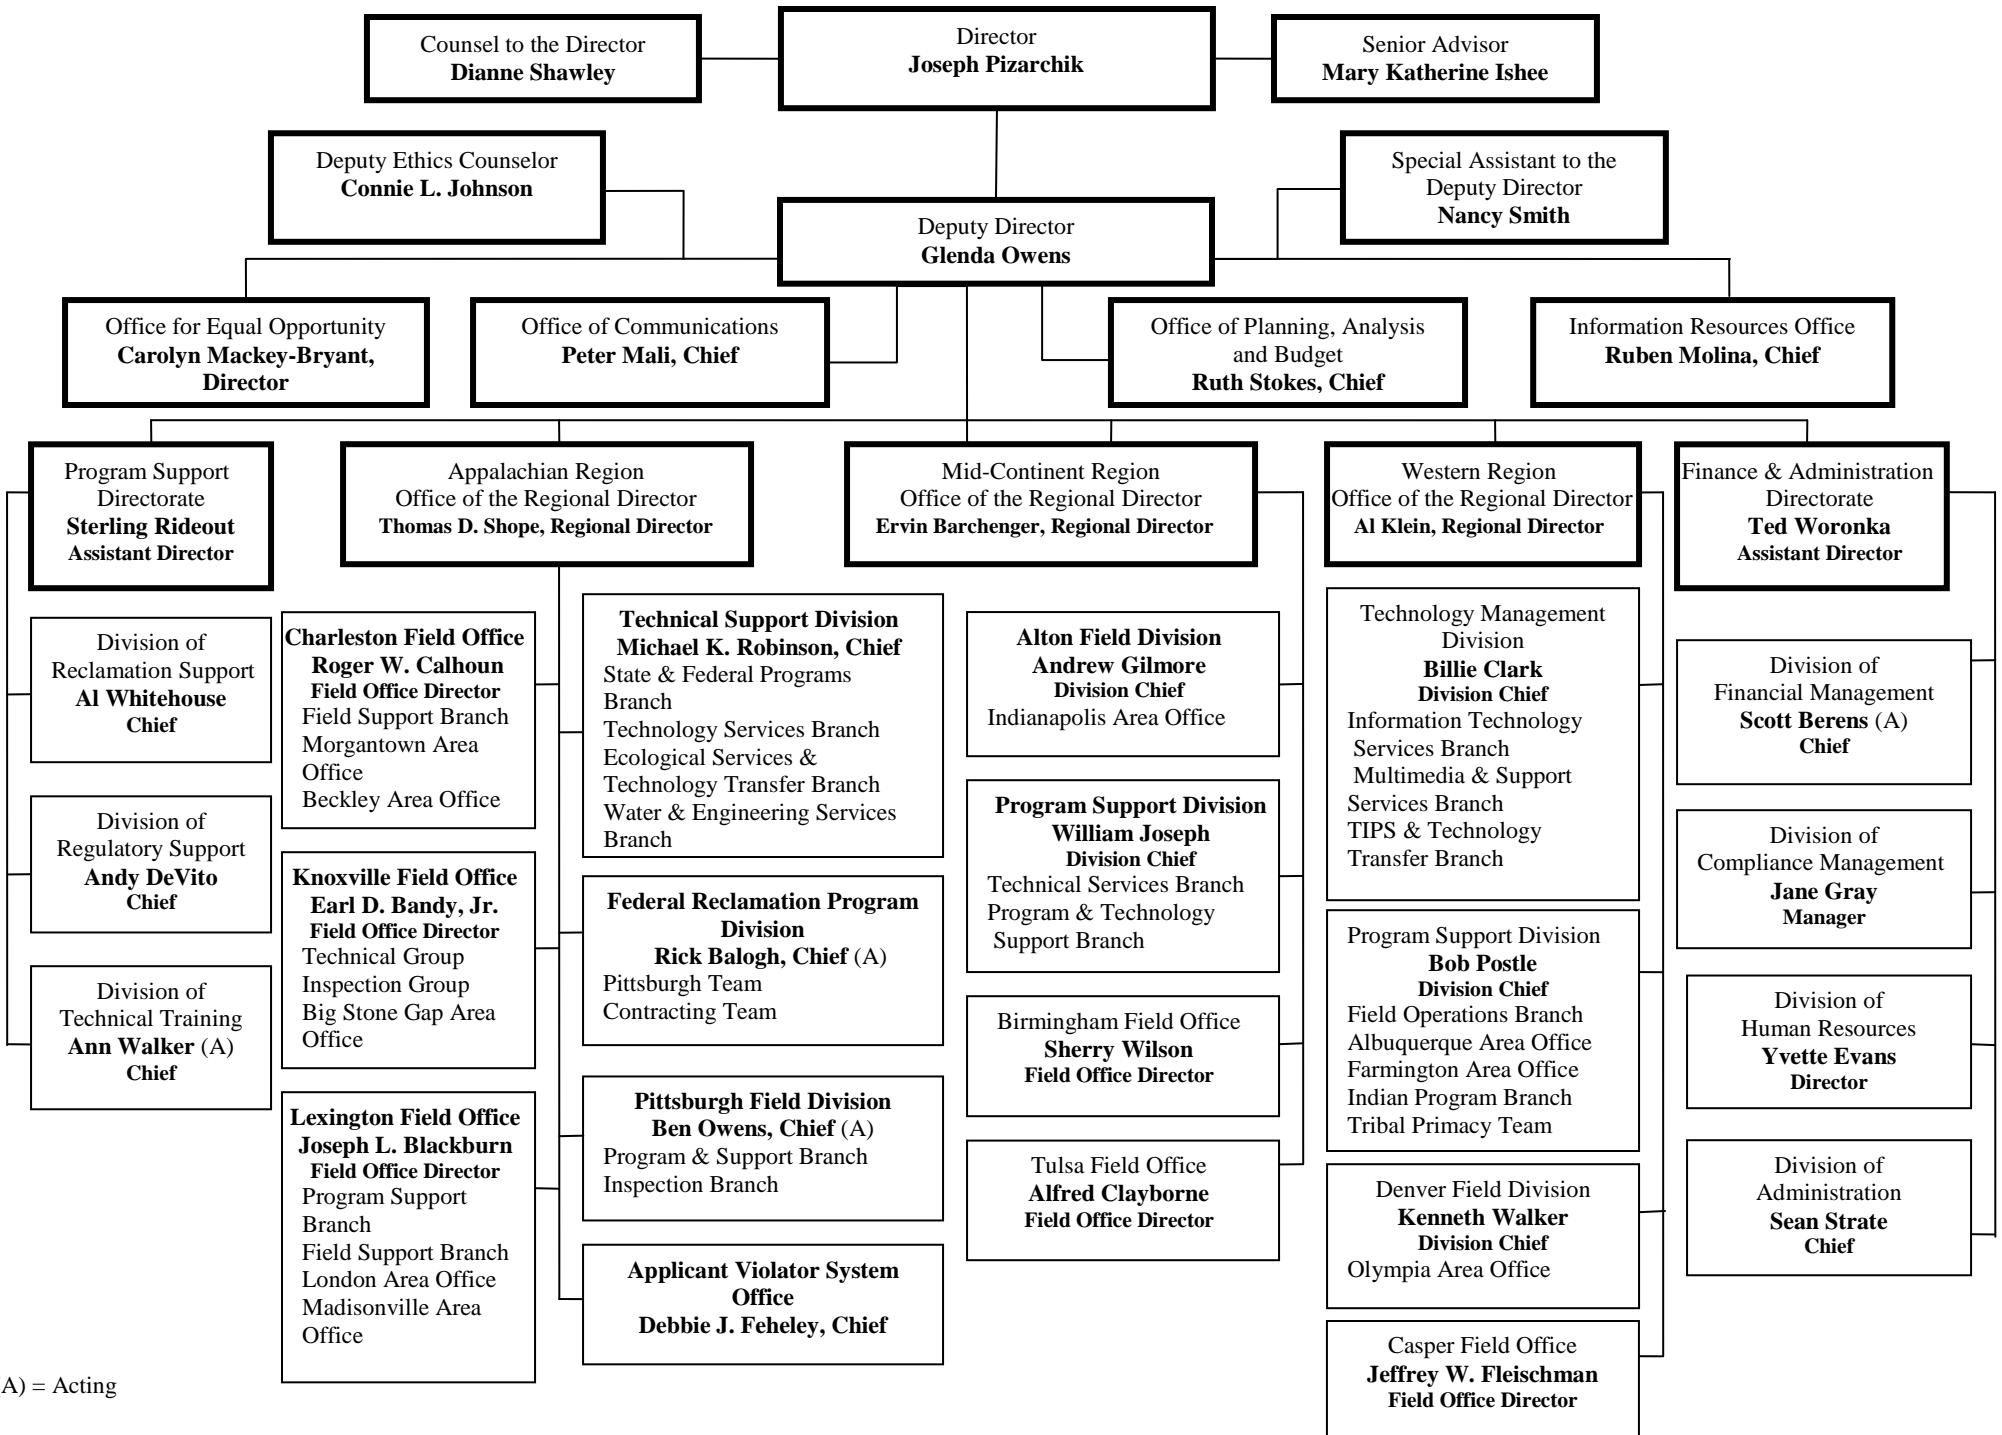 Counsel to the Director
Dianne Shawley
Director
Joseph Pizarchik
Senior Advisor
Mary Katherine Ishee
Deputy Ethics Counselor
Connie L. Johnson
Special Assistant to the
Deputy Director
Nancy Smith
Deputy Director
Glenda Owens
Office for Equal Opportunity
Carolyn Mackey-Bryant,
Director
Office of Communications
Peter Mali, Chief
Office of Planning, Analysis
and Budget
Ruth Stokes, Chief
Information Resources Office
Ruben Molina, Chief
Program Support
Directorate
Sterling Rideout
Assistant Director
Appalachian Region
Office of the Regional Director
Thomas D. Shope, Regional Director
Mid-Continent Region
Office of the Regional Director
Ervin Barchenger, Regional Director
Western Region
Office of the Regional Director
Al Klein, Regional Director
Finance & Administration
Directorate
Ted Woronka
Assistant Director
Division of
Reclamation Support
Al Whitehouse
Chief
Division of
Regulatory Support
Andy DeVito
Chief
Division of
Technical Training
Ann Walker (A)
Chief
Charleston Field Office
Roger W. Calhoun
Field Office Director
Field Support Branch
Morgantown Area
Office
Beckley Area Office
Knoxville Field Office
Earl D. Bandy, Jr.
Field Office Director
Technical Group
Inspection Group
Big Stone Gap Area
Office
Lexington Field Office
Joseph L. Blackburn
Field Office Director
Program Support
Branch
Field Support Branch
London Area Office
Madisonville Area
Office
Technical Support Division
Michael K. Robinson, Chief
State & Federal Programs
Branch
Technology Services Branch
Ecological Services &
Technology Transfer Branch
Water & Engineering Services
Branch
Federal Reclamation Program
Division
Rick Balogh, Chief (A)
Pittsburgh Team
Contracting Team
Pittsburgh Field Division
Ben Owens, Chief (A)
Program & Support Branch
Inspection Branch
Applicant Violator System
Office
Debbie J. Feheley, Chief
Alton Field Division
Andrew Gilmore
Division Chief
Indianapolis Area Office
Program Support Division
William Joseph
Division Chief
Technical Services Branch
Program & Technology
Support Branch
Birmingham Field Office
Sherry Wilson
Field Office Director
Tulsa Field Office
Alfred Clayborne
Field Office Director
Technology Management
Division
Billie Clark
Division Chief
Information Technology
Services Branch
Multimedia & Support
Services Branch
TIPS & Technology
Transfer Branch
Program Support Division
Bob Postle
Division Chief
Field Operations Branch
Albuquerque Area Office
Farmington Area Office
Indian Program Branch
Tribal Primacy Team
Denver Field Division
Kenneth Walker
Division Chief
Olympia Area Office
Casper Field Office
Jeffrey W. Fleischman
Field Office Director
Division of
Financial Management
Scott Berens (A)
Chief
Division of
Compliance Management
Jane Gray
Manager
Division of
Human Resources
Yvette Evans
Director
Division of
Administration
Sean Strate
Chief
A) = Acting